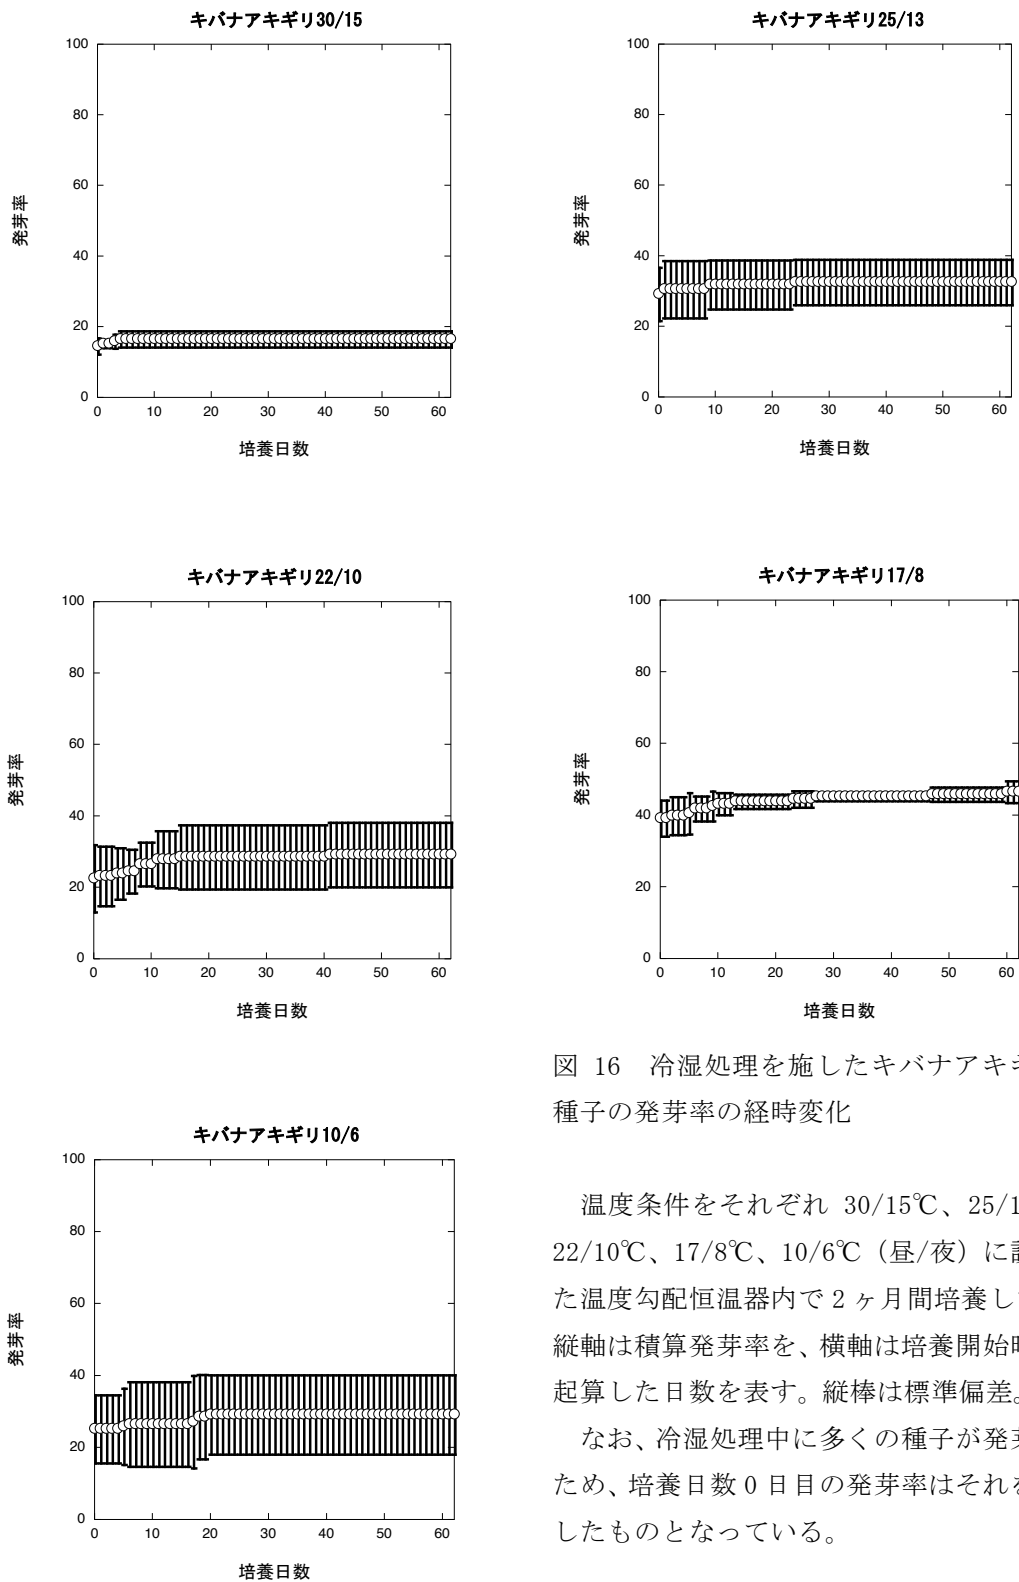 キバナアキギリ30/15
100
80
60
40
20
0
発芽率
0 10 20 30 40 50 60
培養日数
キバナアキギリ25/13
100
80
60
40
20
0
発芽率
0 10 20 30 40 50 60
培養日数
キバナアキギリ22/10
100
80
60
40
20
0
発芽率
0 10 20 30 40 50 60
培養日数
キバナアキギリ17/8
100
80
60
40
20
0
発芽率
0 10 20 30 40 50 60
培養日数
キバナアキギリ10/6
100
80
60
40
20
0
発芽率
0 10 20 30 40 50 60
培養日数
図 16 冷湿処理を施したキバナアキ
種子の発芽率の経時変化
温度条件をそれぞれ 30/15℃、25/1
22/10℃、17/8℃、10/6℃（昼/夜）に
た温度勾配恒温器内で2ヶ月間培養し
縦軸は積算発芽率を、横軸は培養開始
起算した日数を表す。縦棒は標準偏差。
なお、冷湿処理中に多くの種子が発
ため、培養日数0日目の発芽率はそれ
したものとなっている。